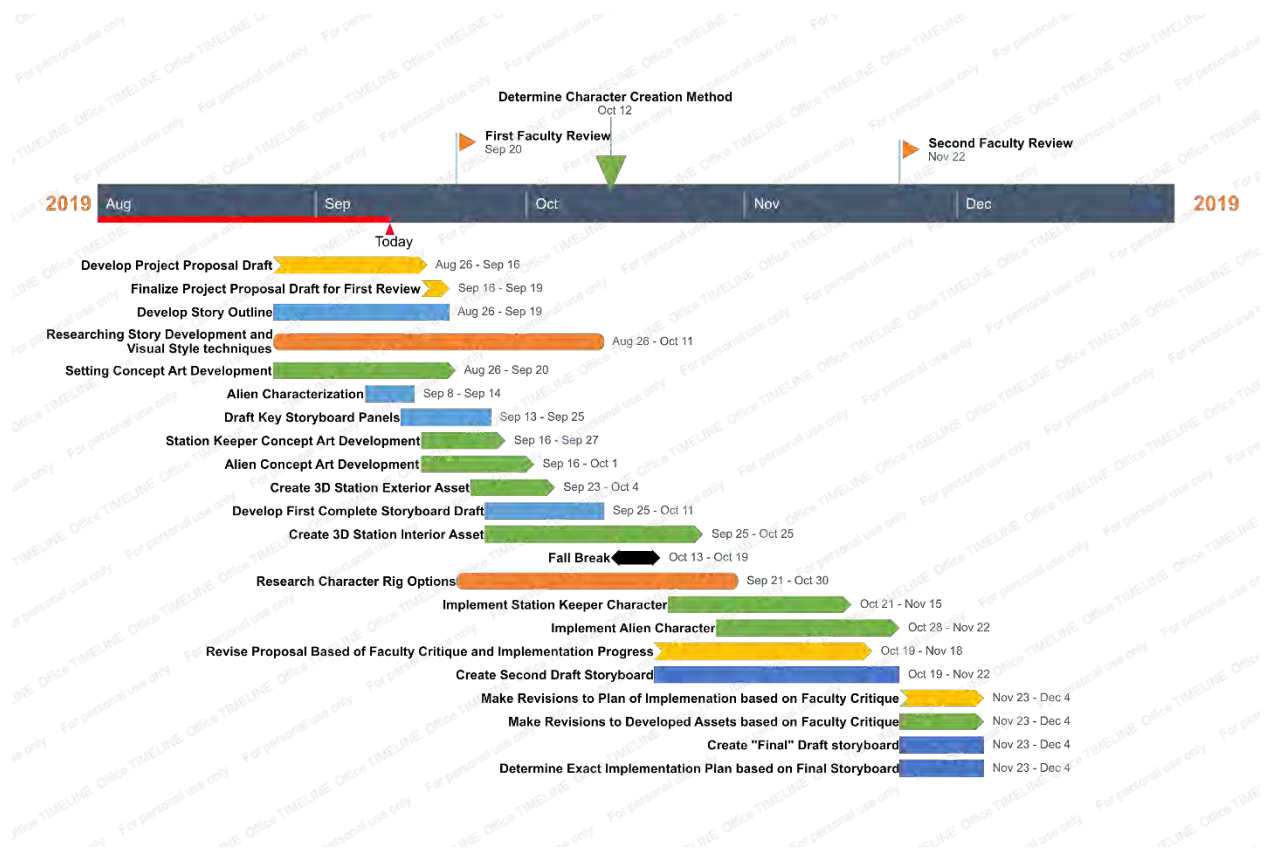 Determine Character Creation Method
Oct 12
First Faculty Review
Sep 20
Second Faculty Review
Nov 22
2019 Aug Sep Oct Nov Dec 2019
Today
Develop Project Proposal Draft Aug 26 - Sep 16
Finalize Project Proposal Draft for First Review Sep 16 - Sep 19
Develop Story Outline Aug 26 - Sep 19
Researching Story Development and
Visual Style techniques Aug 26 - Oct 11
Setting Concept Art Development Aug 26 - Sep 20
Alien Characterization Sep 8 - Sep 14
Draft Key Storyboard Panels Sep 13 - Sep 25
Station Keeper Concept Art Development Sep 16 - Sep 27
Alien Concept Art Development Sep 16 - Oct 1
Create 3D Station Exterior Asset Sep 23 - Oct 4
Develop First Complete Storyboard Draft Sep 25 - Oct 11
Create 3D Station Interior Asset Sep 25 - Oct 25
Fall Break Oct 13 - Oct 19
Research Character Rig Options Sep 21 - Oct 30
Implement Station Keeper Character Oct 21 - Nov 15
Implement Alien Character Oct 28 - Nov 22
Revise Proposal Based of Faculty Critique and Implementation Progress Oct 19 - Nov 18
Create Second Draft Storyboard Oct 19 - Nov 22
Make Revisions to Plan of Implemenation based on Faculty Critique Nov 23 - Dec 4
Make Revisions to Developed Assets based on Faculty Critique Nov 23 - Dec 4
Create "Final" Draft storyboard Nov 23 - Dec 4
Determine Exact Implementation Plan based on Final Storyboard Nov 23 - Dec 4
For personal use only Office TIMELINE